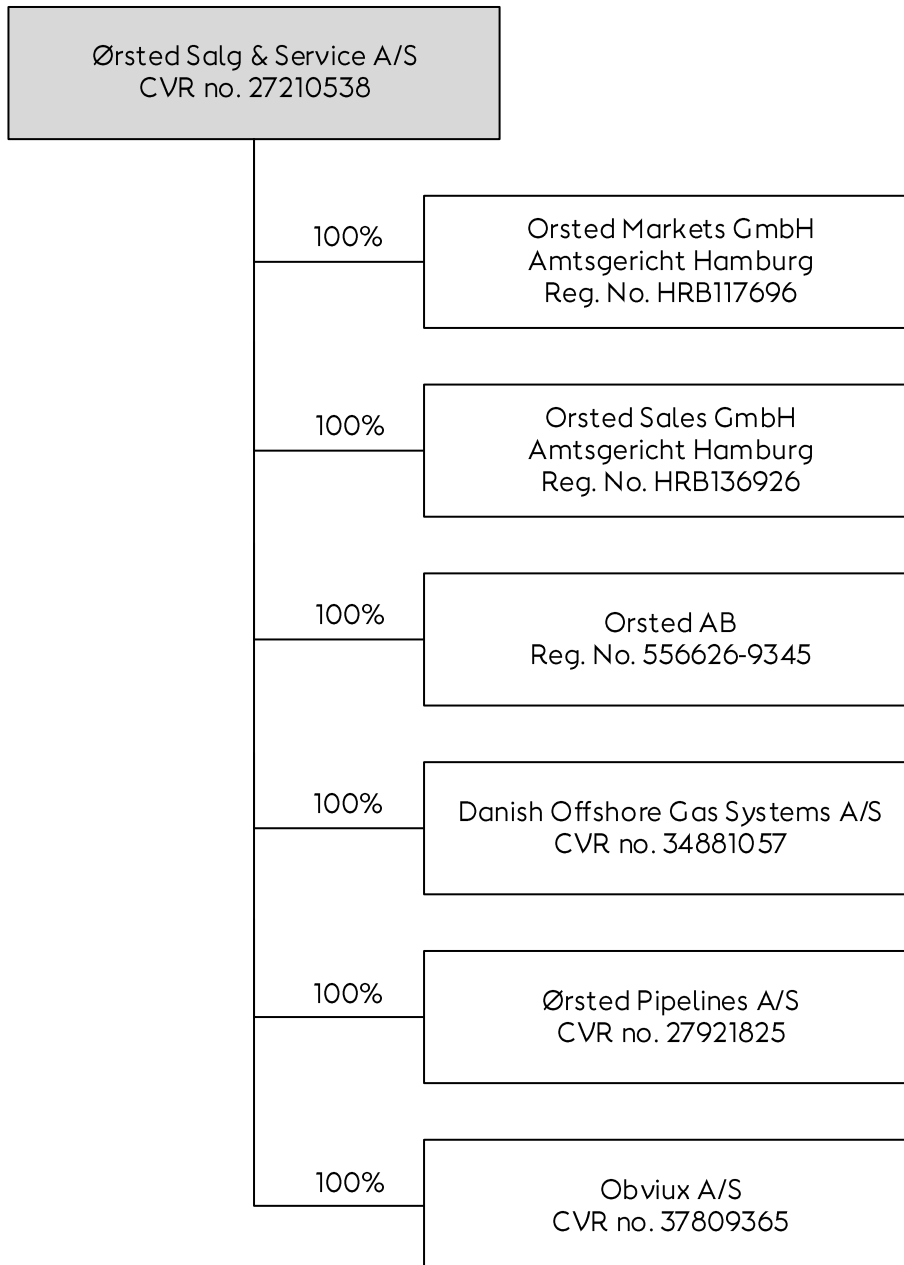 Ørsted Salg & Service A/S
CVR no. 27210538
100%
Orsted Markets GmbH
Amtsgericht Hamburg
Reg. No. HRB117696
100%
Orsted Sales GmbH
Amtsgericht Hamburg
Reg. No. HRB136926
100%
Orsted AB
Reg. No. 556626-9345
100%
Danish Offshore Gas Systems A/S
CVR no. 34881057
100%
Ørsted Pipelines A/S
CVR no. 27921825
100%
Obviux A/S
CVR no. 37809365